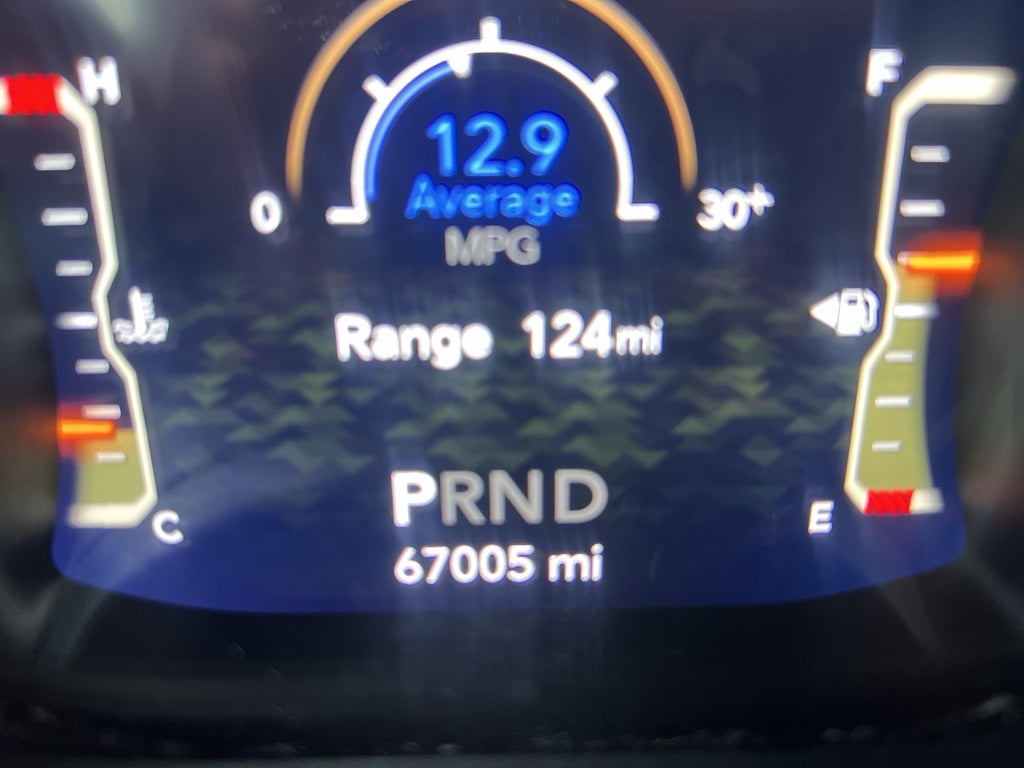 H
F
12.9
Average
0
30+
MPG
Range 124mi
PRND
C
E
67005 mi